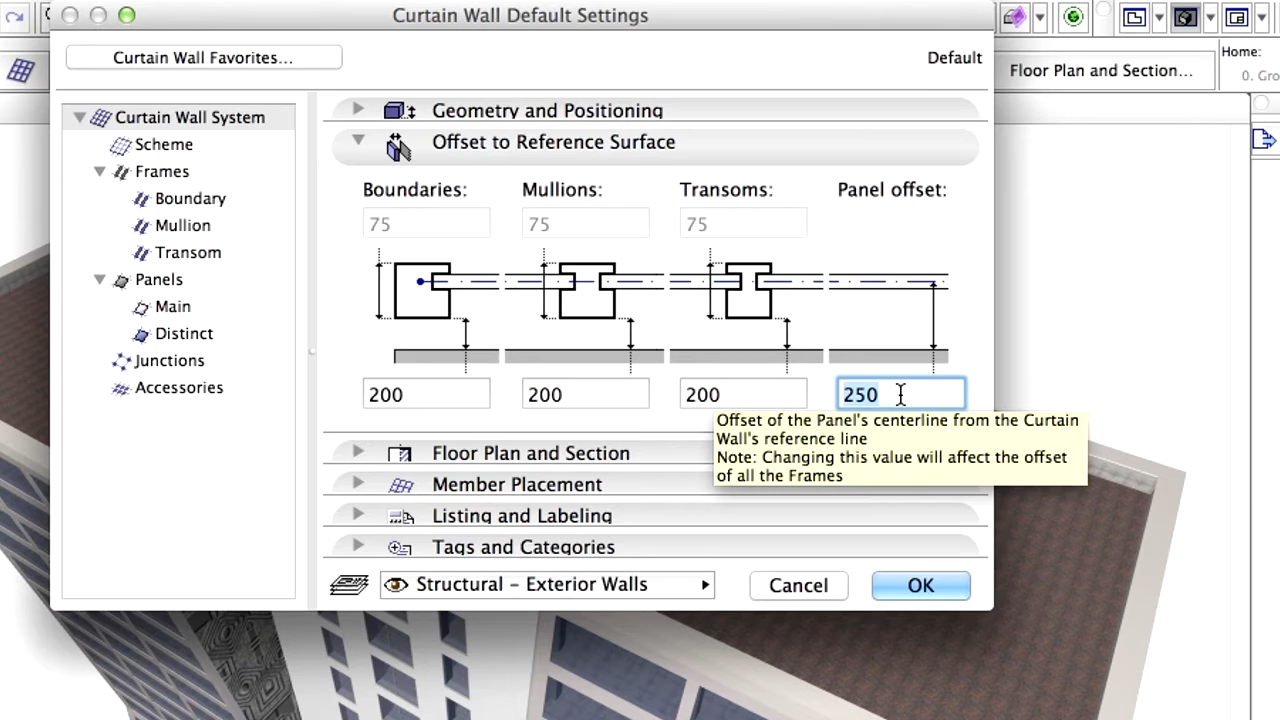 Curtain Wall Default Settings
Curtain Wall Favorites...
Default
Floor Plan and Section...
Home:
0. Gro
Curtain Wall System
Scheme
Frames
Boundary
Mullion
Transom
Panels
Main
Distinct
Junctions
Accessories
Geometry and Positioning
Offset to Reference Surface
Boundaries: Mullions: Transoms: Panel offset:
75 75 75
200 200 200 250
Offset of the Panel's centerline from the Curtain
Wall's reference line
Note: Changing this value will affect the offset
of all the Frames
Floor Plan and Section
Member Placement
Listing and Labeling
Tags and Categories
Structural - Exterior Walls
Cancel OK